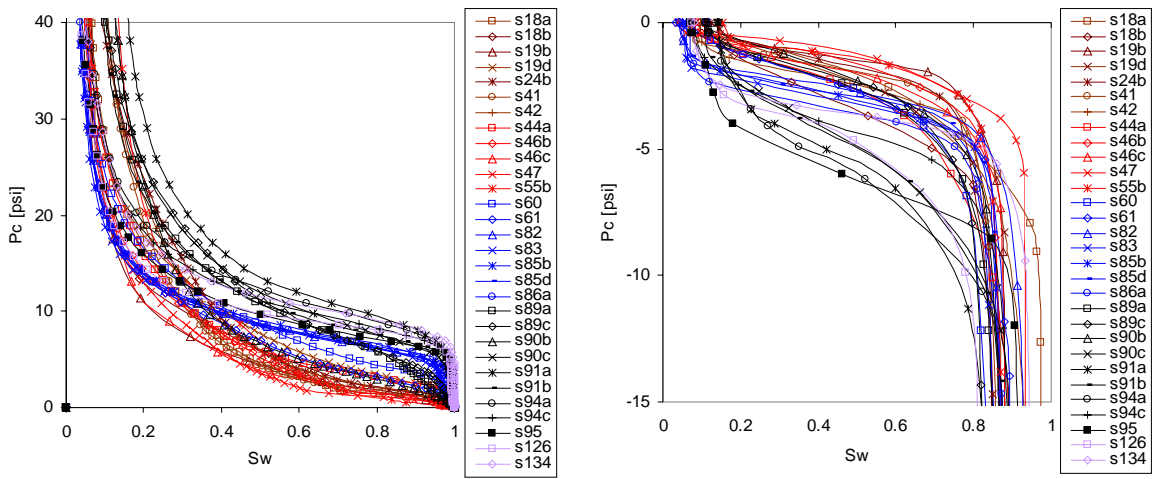 40
30
20
10
0
Pc [psi]
0
0.2
0.4
0.6
0.8
1
Sw
s18a
s18b
s19b
s19d
s24b
s41
s42
s44a
s46b
s46c
s47
s55b
s60
s61
s82
s83
s85b
s85d
s86a
s89a
s89c
s90b
s90c
s91a
s91b
s94a
s94c
s95
s126
s134
0
-5
-10
-15
Pc [psi]
0
0.2
0.4
0.6
0.8
1
Sw
s18a
s18b
s19b
s19d
s24b
s41
s42
s44a
s46b
s46c
s47
s55b
s60
s61
s82
s83
s85b
s85d
s86a
s89a
s89c
s90b
s90c
s91a
s91b
s94a
s94c
s95
s126
s134